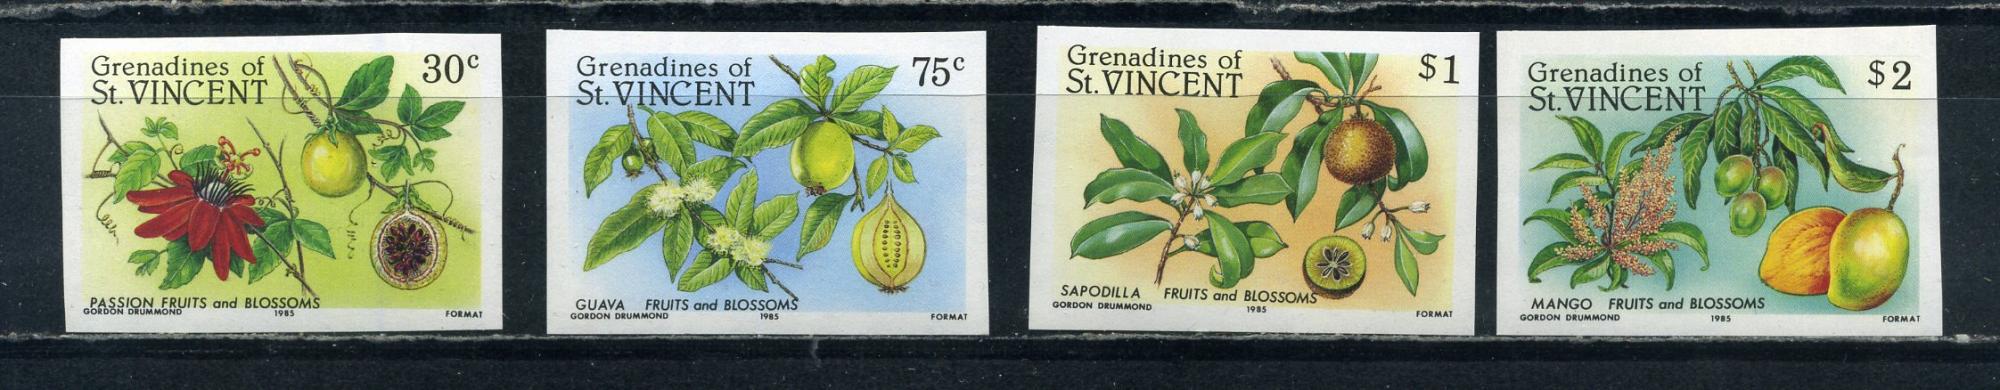 Grenadines of
St. VINCENT
30c
PASSION FRUITS and BLOSSOMS
GORDON DRUMMOND 1985 FORMAT
Grenadines of
St. VINCENT
75c
GUAVA FRUITS and BLOSSOMS
GORDON DRUMMOND 1985 FORMAT
Grenadines of
St. VINCENT
$1
SAPODILLA FRUITS and BLOSSOMS
GORDON DRUMMOND 1985 FORMAT
Grenadines of
St. VINCENT
$2
MANGO FRUITS and BLOSSOMS
GORDON DRUMMOND 1985 FORMAT